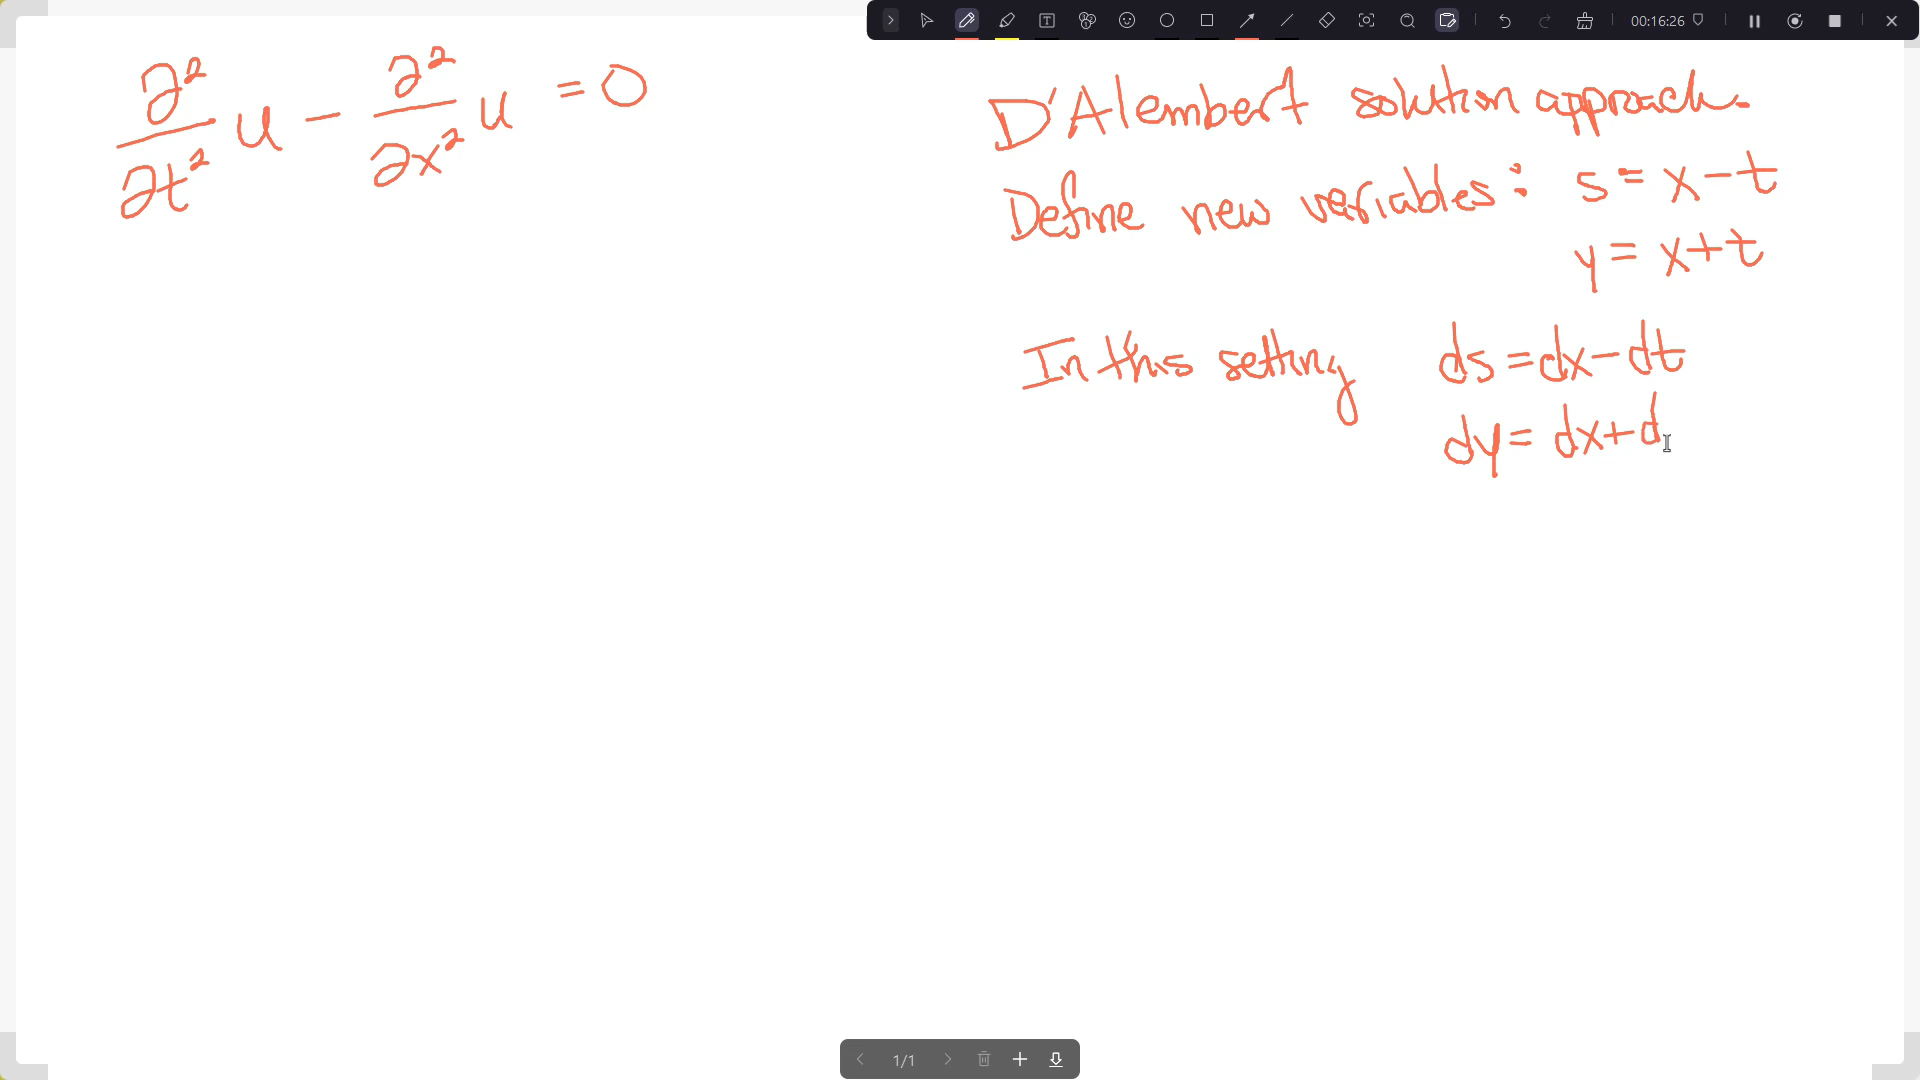 00:16:26
∂²/∂t² u − ∂²/∂x² u = 0
D'Alembert solution approach.
Define new variables: s = x − t
y = x + t
In this setting ds = dx − dt
dy = dx + d
1/1